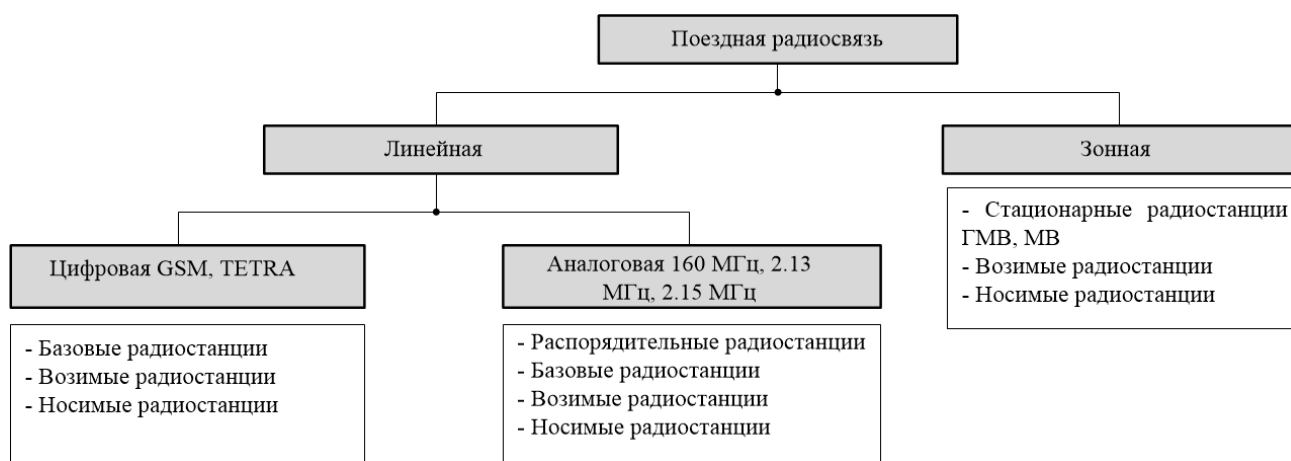 Поездная радиосвязь
Линейная
Зонная
- Стационарные радиостанции
ГМВ, МВ
- Возимые радиостанции
- Носимые радиостанции
Цифровая GSM, TETRA
Аналоговая 160 МГц, 2.13
МГц, 2.15 МГц
- Базовые радиостанции
- Возимые радиостанции
- Носимые радиостанции
- Распорядительные радиостанции
- Базовые радиостанции
- Возимые радиостанции
- Носимые радиостанции